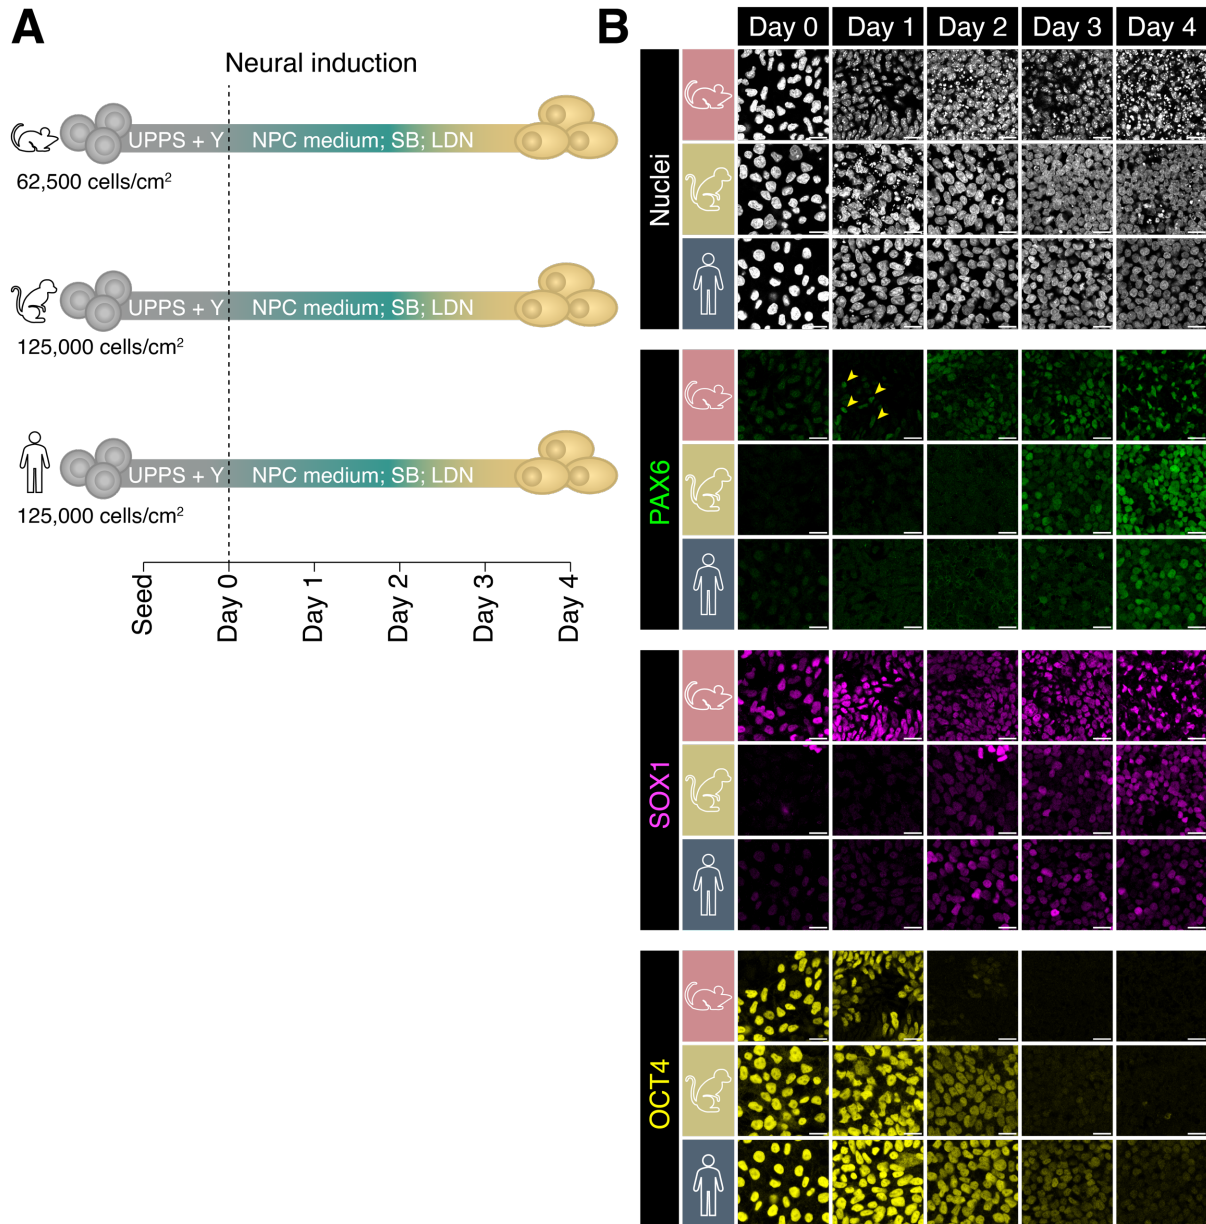 A
Neural induction
UPPS + Y NPC medium; SB; LDN
62,500 cells/cm²
UPPS + Y NPC medium; SB; LDN
125,000 cells/cm²
UPPS + Y NPC medium; SB; LDN
125,000 cells/cm²
Seed
Day 0
Day 1
Day 2
Day 3
Day 4
B
Day 0 Day 1 Day 2 Day 3 Day 4
Nuclei
PAX6
SOX1
OCT4